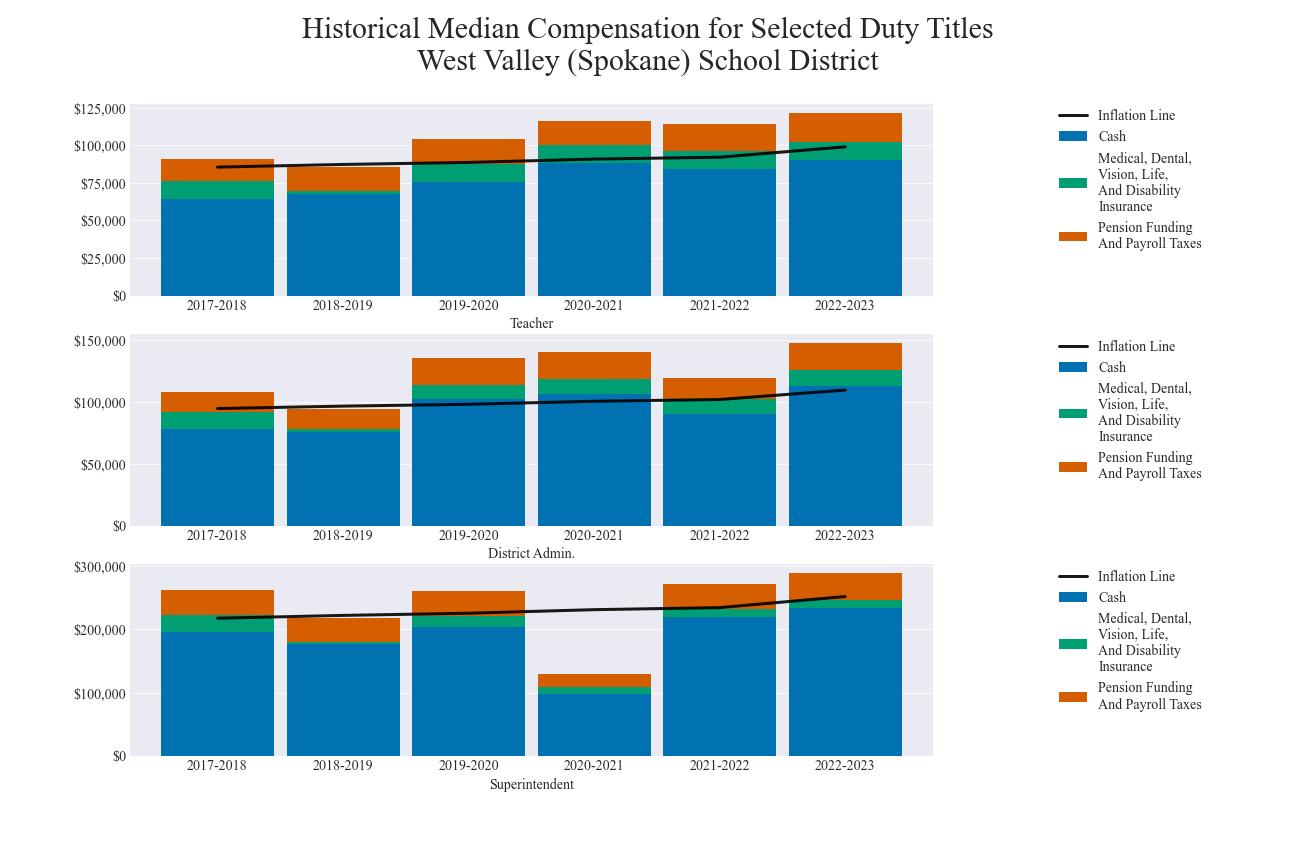 Historical Median Compensation for Selected Duty Titles
West Valley (Spokane) School District
$125,000
$100,000
$75,000
$50,000
$25,000
$0
2017-2018 2018-2019 2019-2020 2020-2021 2021-2022 2022-2023
Teacher
Inflation Line
Cash
Medical, Dental,
Vision, Life,
And Disability
Insurance
Pension Funding
And Payroll Taxes
$150,000
$100,000
$50,000
$0
2017-2018 2018-2019 2019-2020 2020-2021 2021-2022 2022-2023
District Admin.
Inflation Line
Cash
Medical, Dental,
Vision, Life,
And Disability
Insurance
Pension Funding
And Payroll Taxes
$300,000
$200,000
$100,000
$0
2017-2018 2018-2019 2019-2020 2020-2021 2021-2022 2022-2023
Superintendent
Inflation Line
Cash
Medical, Dental,
Vision, Life,
And Disability
Insurance
Pension Funding
And Payroll Taxes